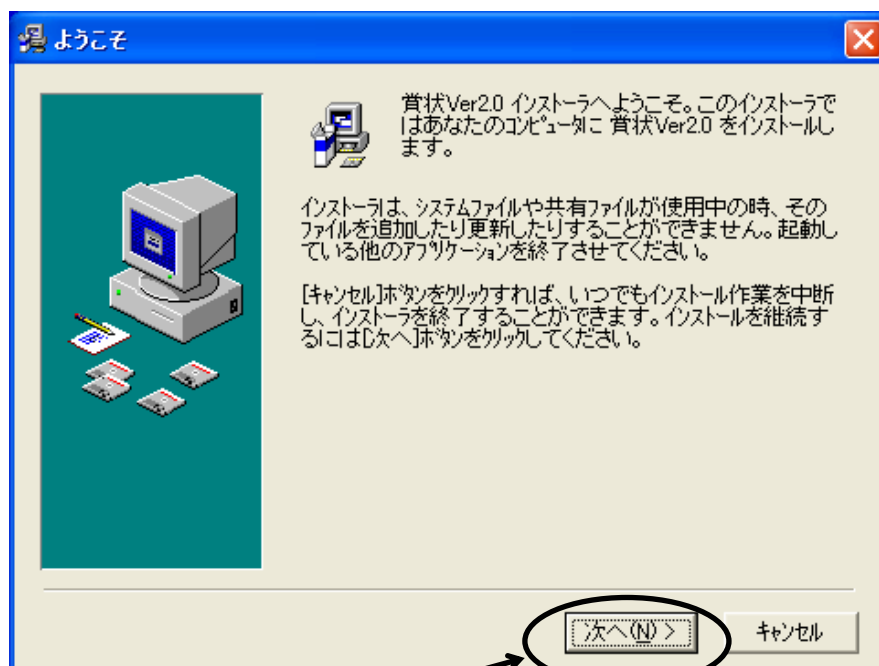 ようこそ
賞状Ver2.0 インストーラへようこそ。このインストーラで
はあなたのコンピュータに 賞状Ver2.0 をインストールし
ます。
インストーラは、システムファイルや共有ファイルが使用中の時、その
ファイルを追加したり更新したりすることができません。起動し
ている他のアプリケーションを終了させてください。
[キャンセル]ボタンをクリックすれば、いつでもインストール作業を中断
し、インストーラを終了することができます。インストールを継続す
るには[次へ]ボタンをクリックしてください。
次へ(N) >
キャンセル